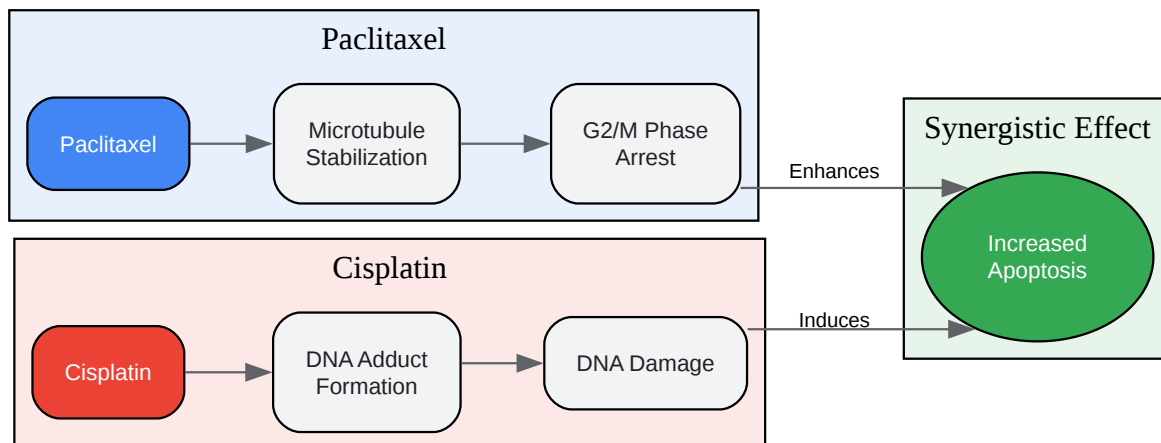 Paclitaxel
Paclitaxel
Microtubule
Stabilization
G2/M Phase
Arrest
Enhances
Cisplatin
Cisplatin
DNA Adduct
Formation
DNA Damage
Induces
Synergistic Effect
Increased
Apoptosis